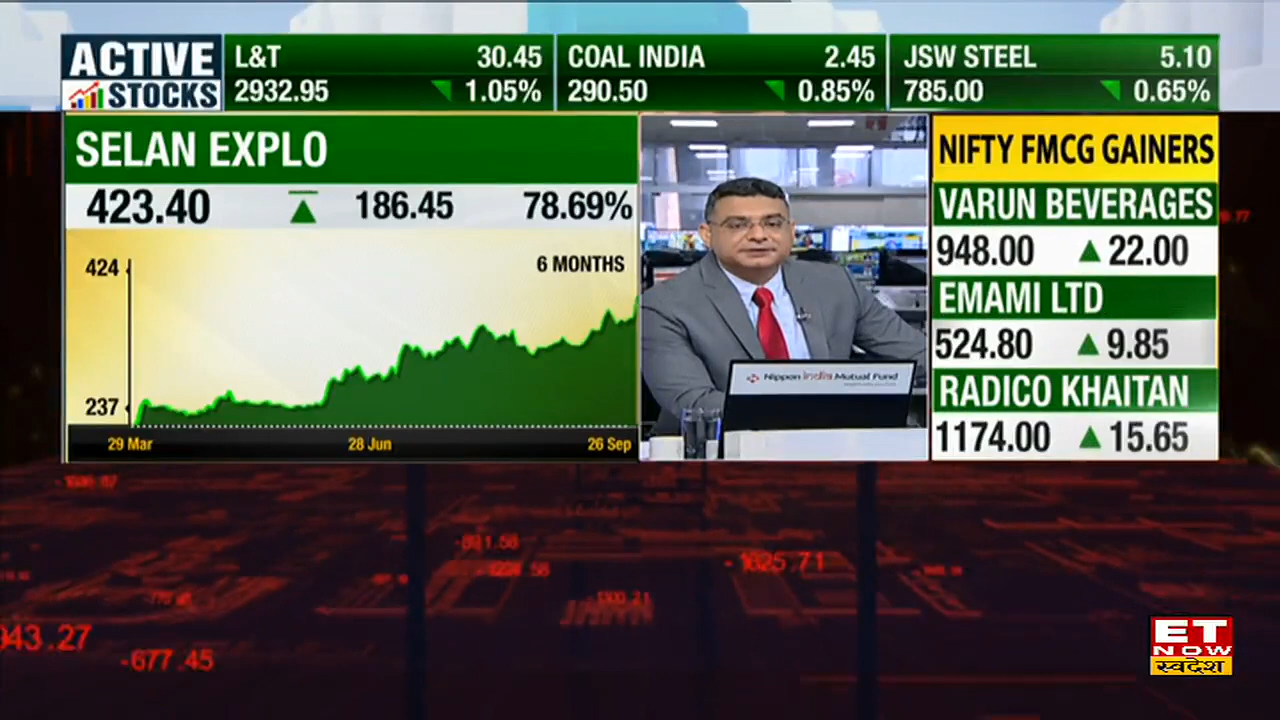 ACTIVE
STOCKS
L&T 30.45
2932.95 1.05%
COAL INDIA 2.45
290.50 0.85%
JSW STEEL 5.10
785.00 0.65%
SELAN EXPLO
423.40 186.45 78.69%
424
6 MONTHS
237
29 Mar 28 Jun 26 Sep
Nippon india Mutual Fund
NIFTY FMCG GAINERS
VARUN BEVERAGES
948.00 22.00
EMAMI LTD
524.80 9.85
RADICO KHAITAN
1174.00 15.65
-1625.71
-677.45
ET
NOW
स्वदेश